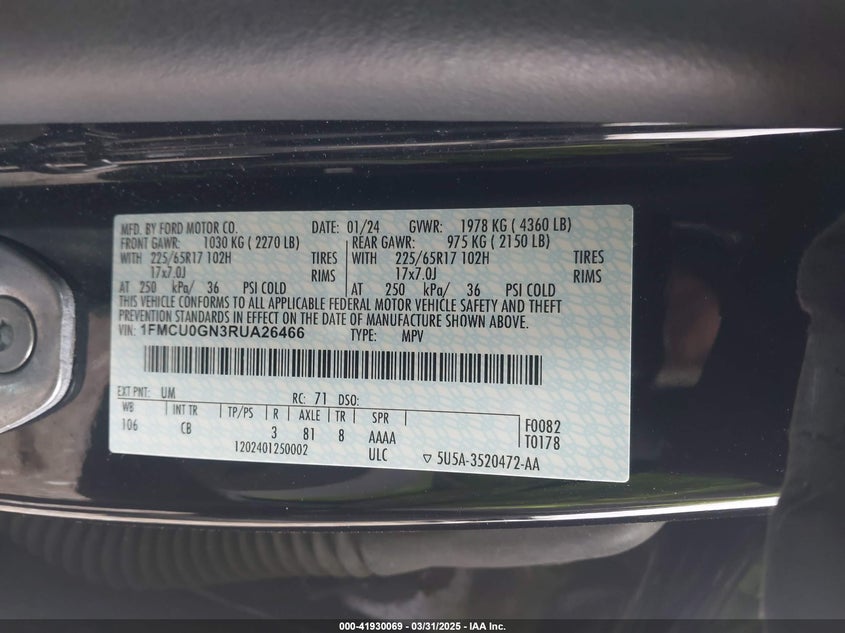 MFD. BY FORD MOTOR CO. DATE: 01/24 GVWR: 1978 KG ( 4360 LB)
FRONT GAWR: 1030 KG ( 2270 LB) REAR GAWR: 975 KG ( 2150 LB)
WITH 225/65R17 102H TIRES WITH 225/65R17 102H TIRES
17x7.0J RIMS 17x7.0J RIMS
AT 250 kPa/ 36 PSI COLD AT 250 kPa/ 36 PSI COLD
THIS VEHICLE CONFORMS TO ALL APPLICABLE FEDERAL MOTOR VEHICLE SAFETY AND THEFT
PREVENTION STANDARDS IN EFFECT ON THE DATE OF MANUFACTURE SHOWN ABOVE.
VIN: 1FMCU0GN3RUA26466 TYPE: MPV
EXT PNT: UM RC: 71 DSO:
WB INT TR TP/PS R AXLE TR SPR
106 CB 3 81 8 AAAA
F0082
T0178
1202401250002 ULC ▽ 5U5A-3520472-AA
000-41930069 - 03/31/2025 - IAA Inc.